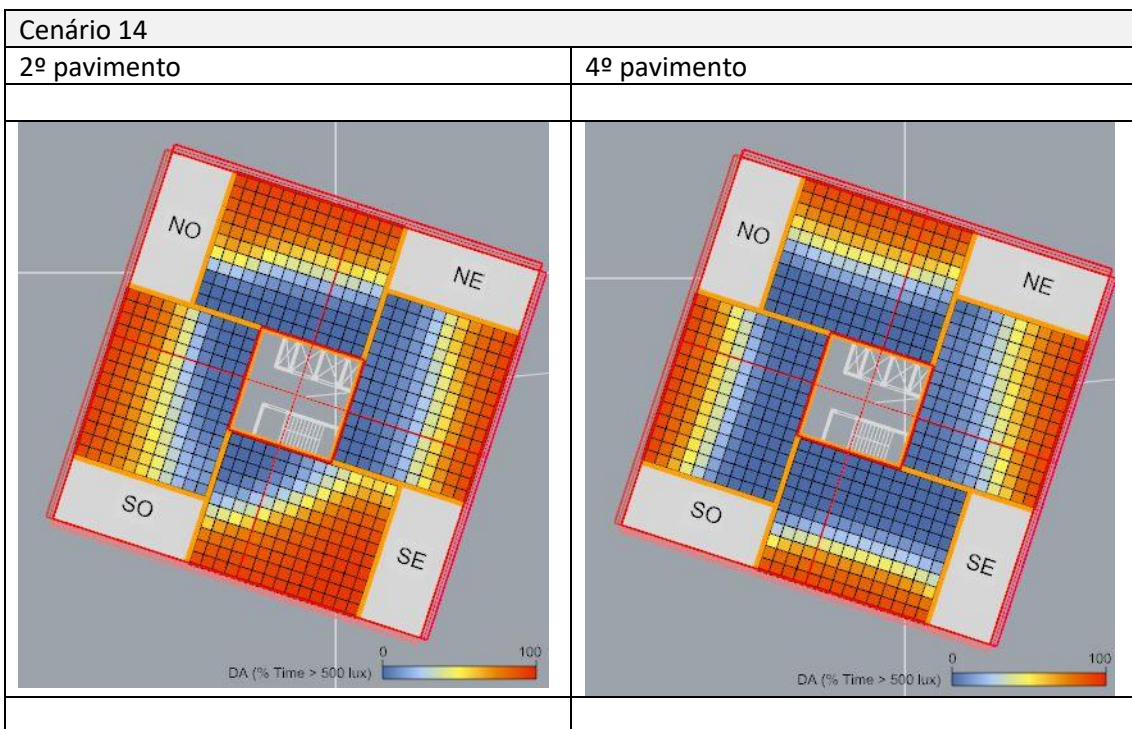 Cenário 14
2º pavimento
4º pavimento
NO
NE
SO
SE
0
100
DA (% Time > 500 lux)
NO
NE
SO
SE
0
100
DA (% Time > 500 lux)